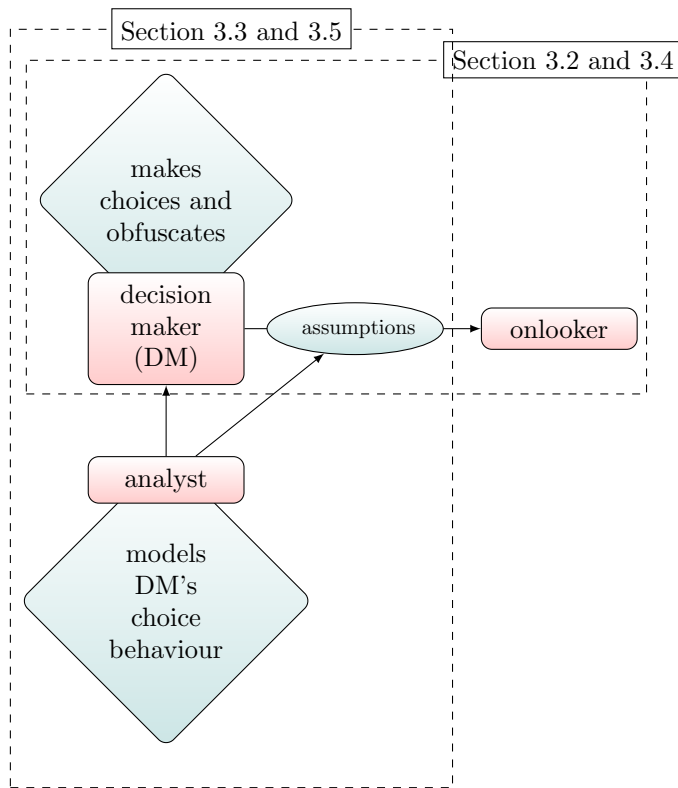 Section 3.3 and 3.5
Section 3.2 and 3.4
makes
choices and
obfuscates
decision
maker
(DM)
assumptions
onlooker
analyst
models
DM's
choice
behaviour